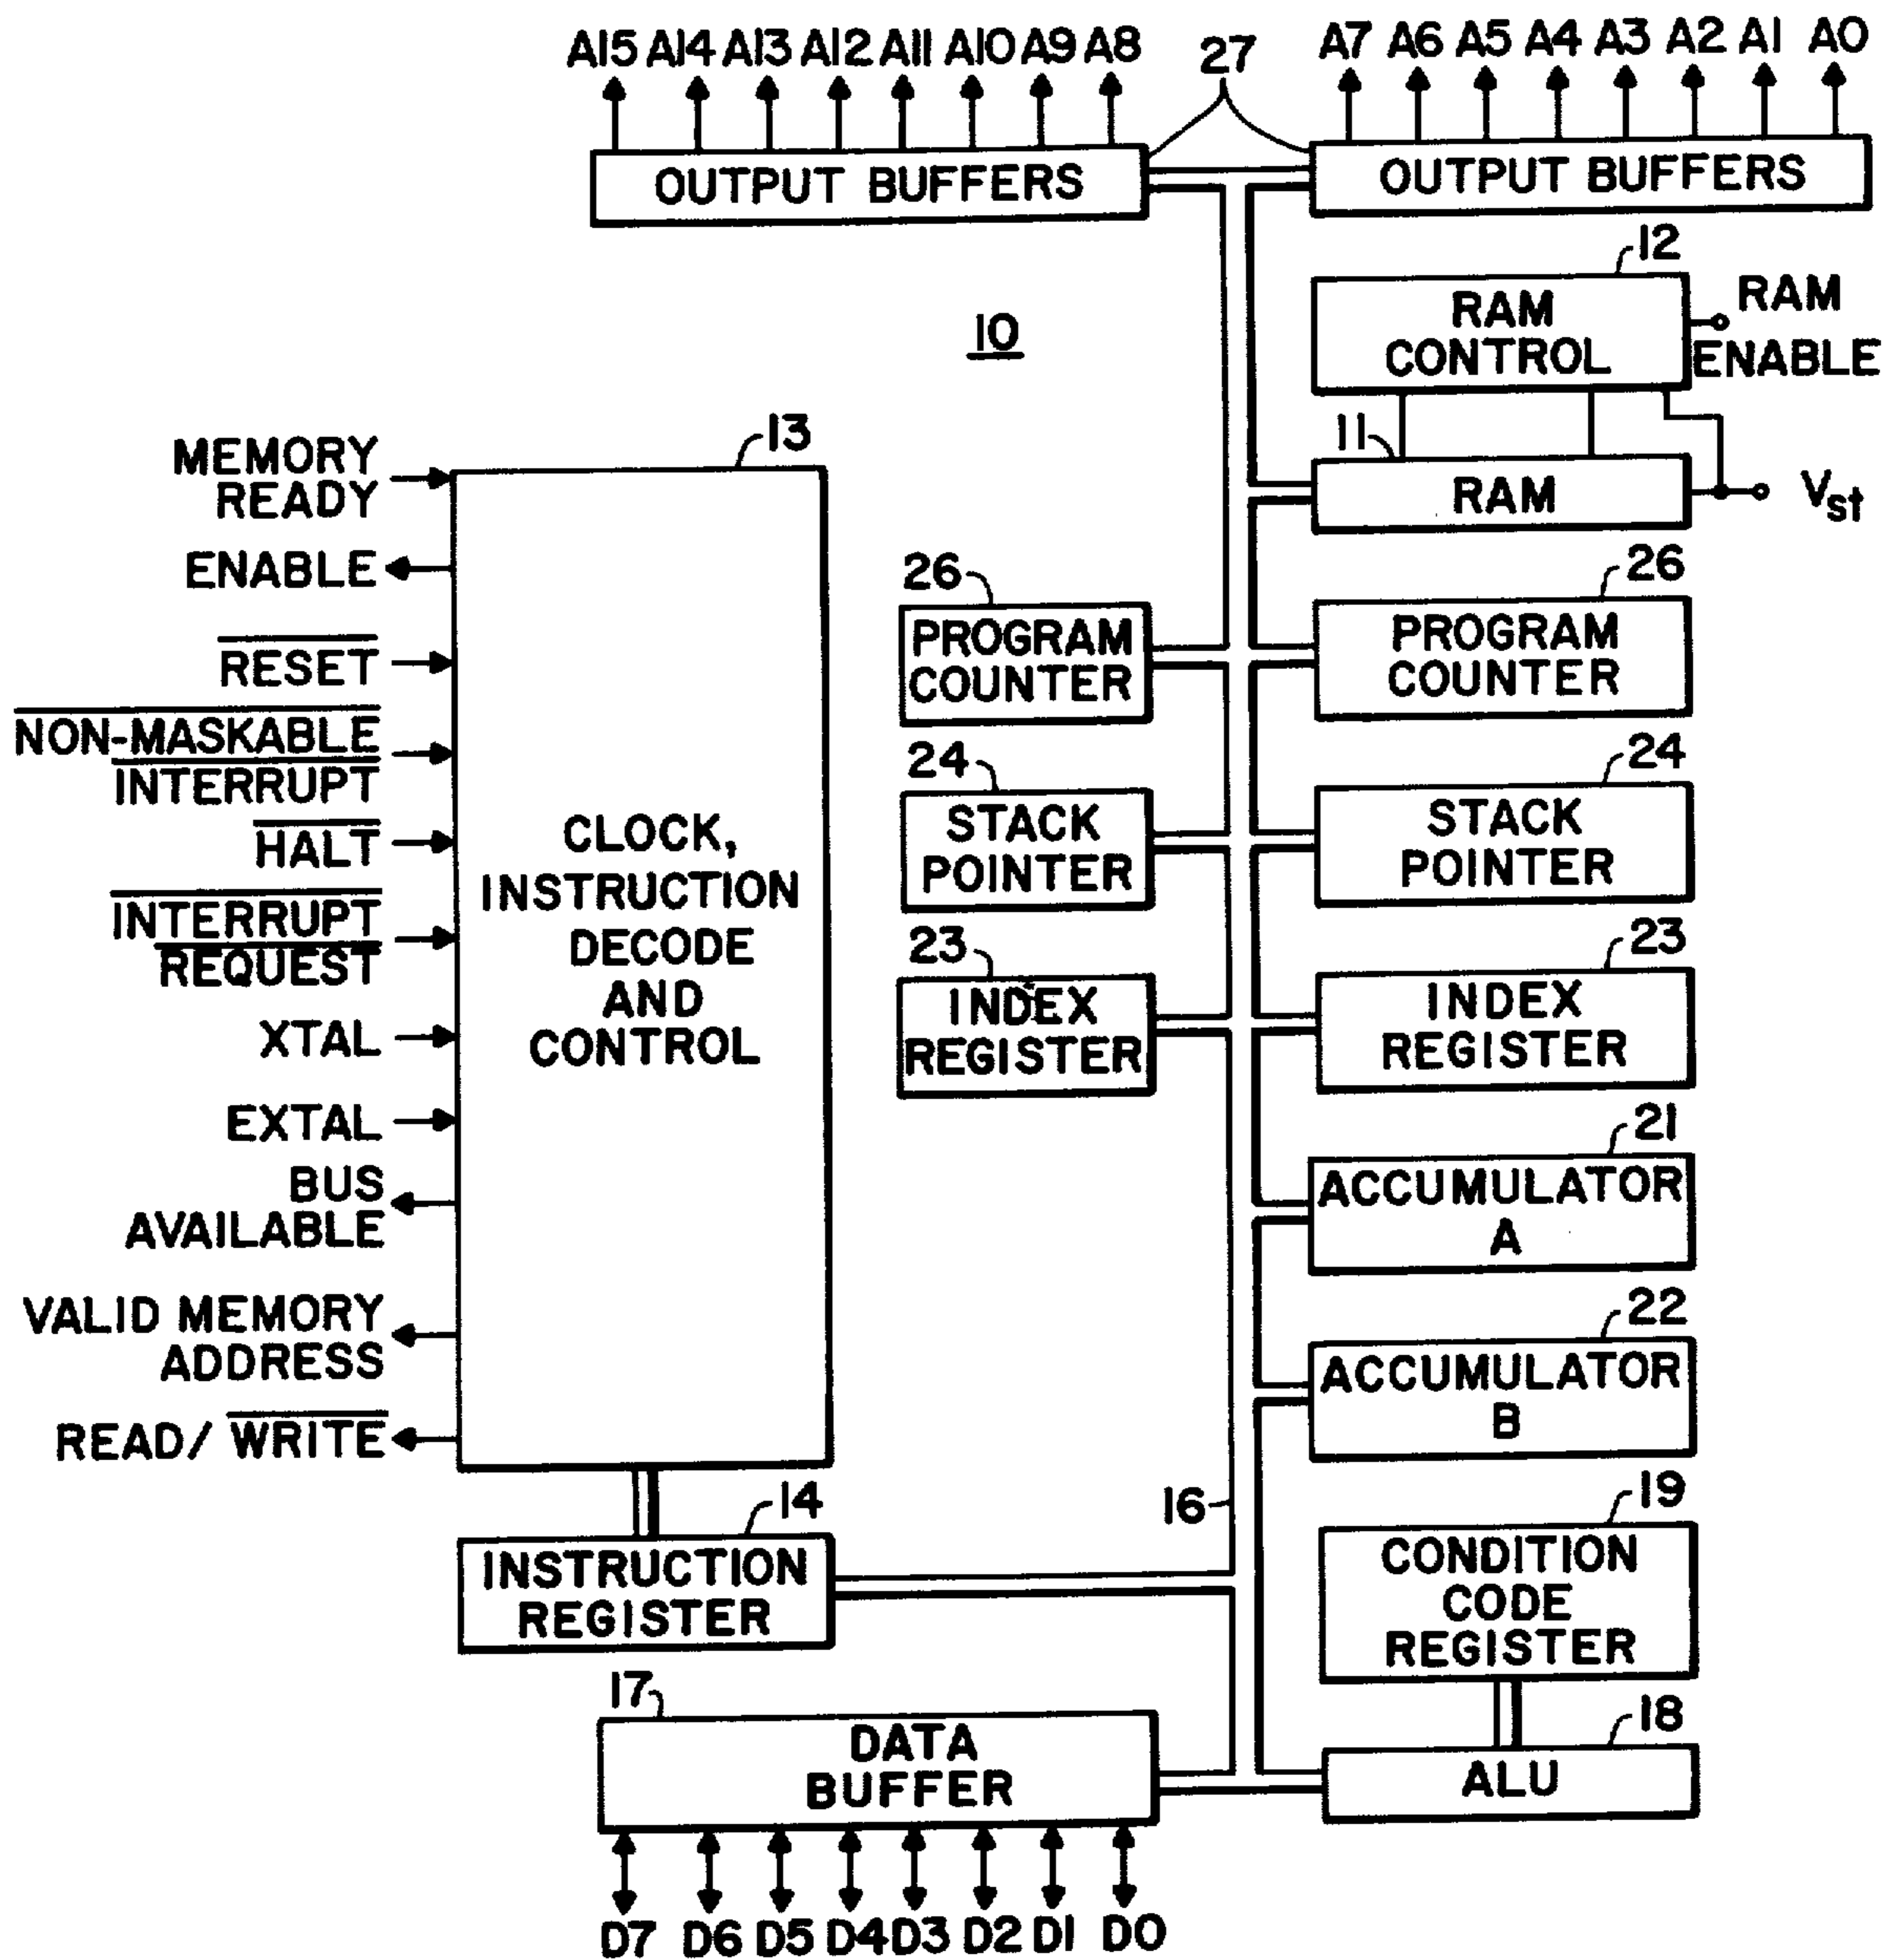 A15 A14 A13 A12 A11 A10 A9 A8
27
A7 A6 A5 A4 A3 A2 A1 A0
OUTPUT BUFFERS
OUTPUT BUFFERS
10
12
RAM
CONTROL
RAM
ENABLE
11
RAM
Vst
13
MEMORY
READY
ENABLE
RESET
NON-MASKABLE
INTERRUPT
HALT
INTERRUPT
REQUEST
XTAL
EXTAL
BUS
AVAILABLE
VALID MEMORY
ADDRESS
READ/ WRITE
CLOCK,
INSTRUCTION
DECODE
AND
CONTROL
26
PROGRAM
COUNTER
26
PROGRAM
COUNTER
24
STACK
POINTER
24
STACK
POINTER
23
INDEX
REGISTER
23
INDEX
REGISTER
21
ACCUMULATOR
A
22
ACCUMULATOR
B
16
14
INSTRUCTION
REGISTER
19
CONDITION
CODE
REGISTER
17
DATA
BUFFER
18
ALU
D7 D6 D5 D4 D3 D2 D1 D0